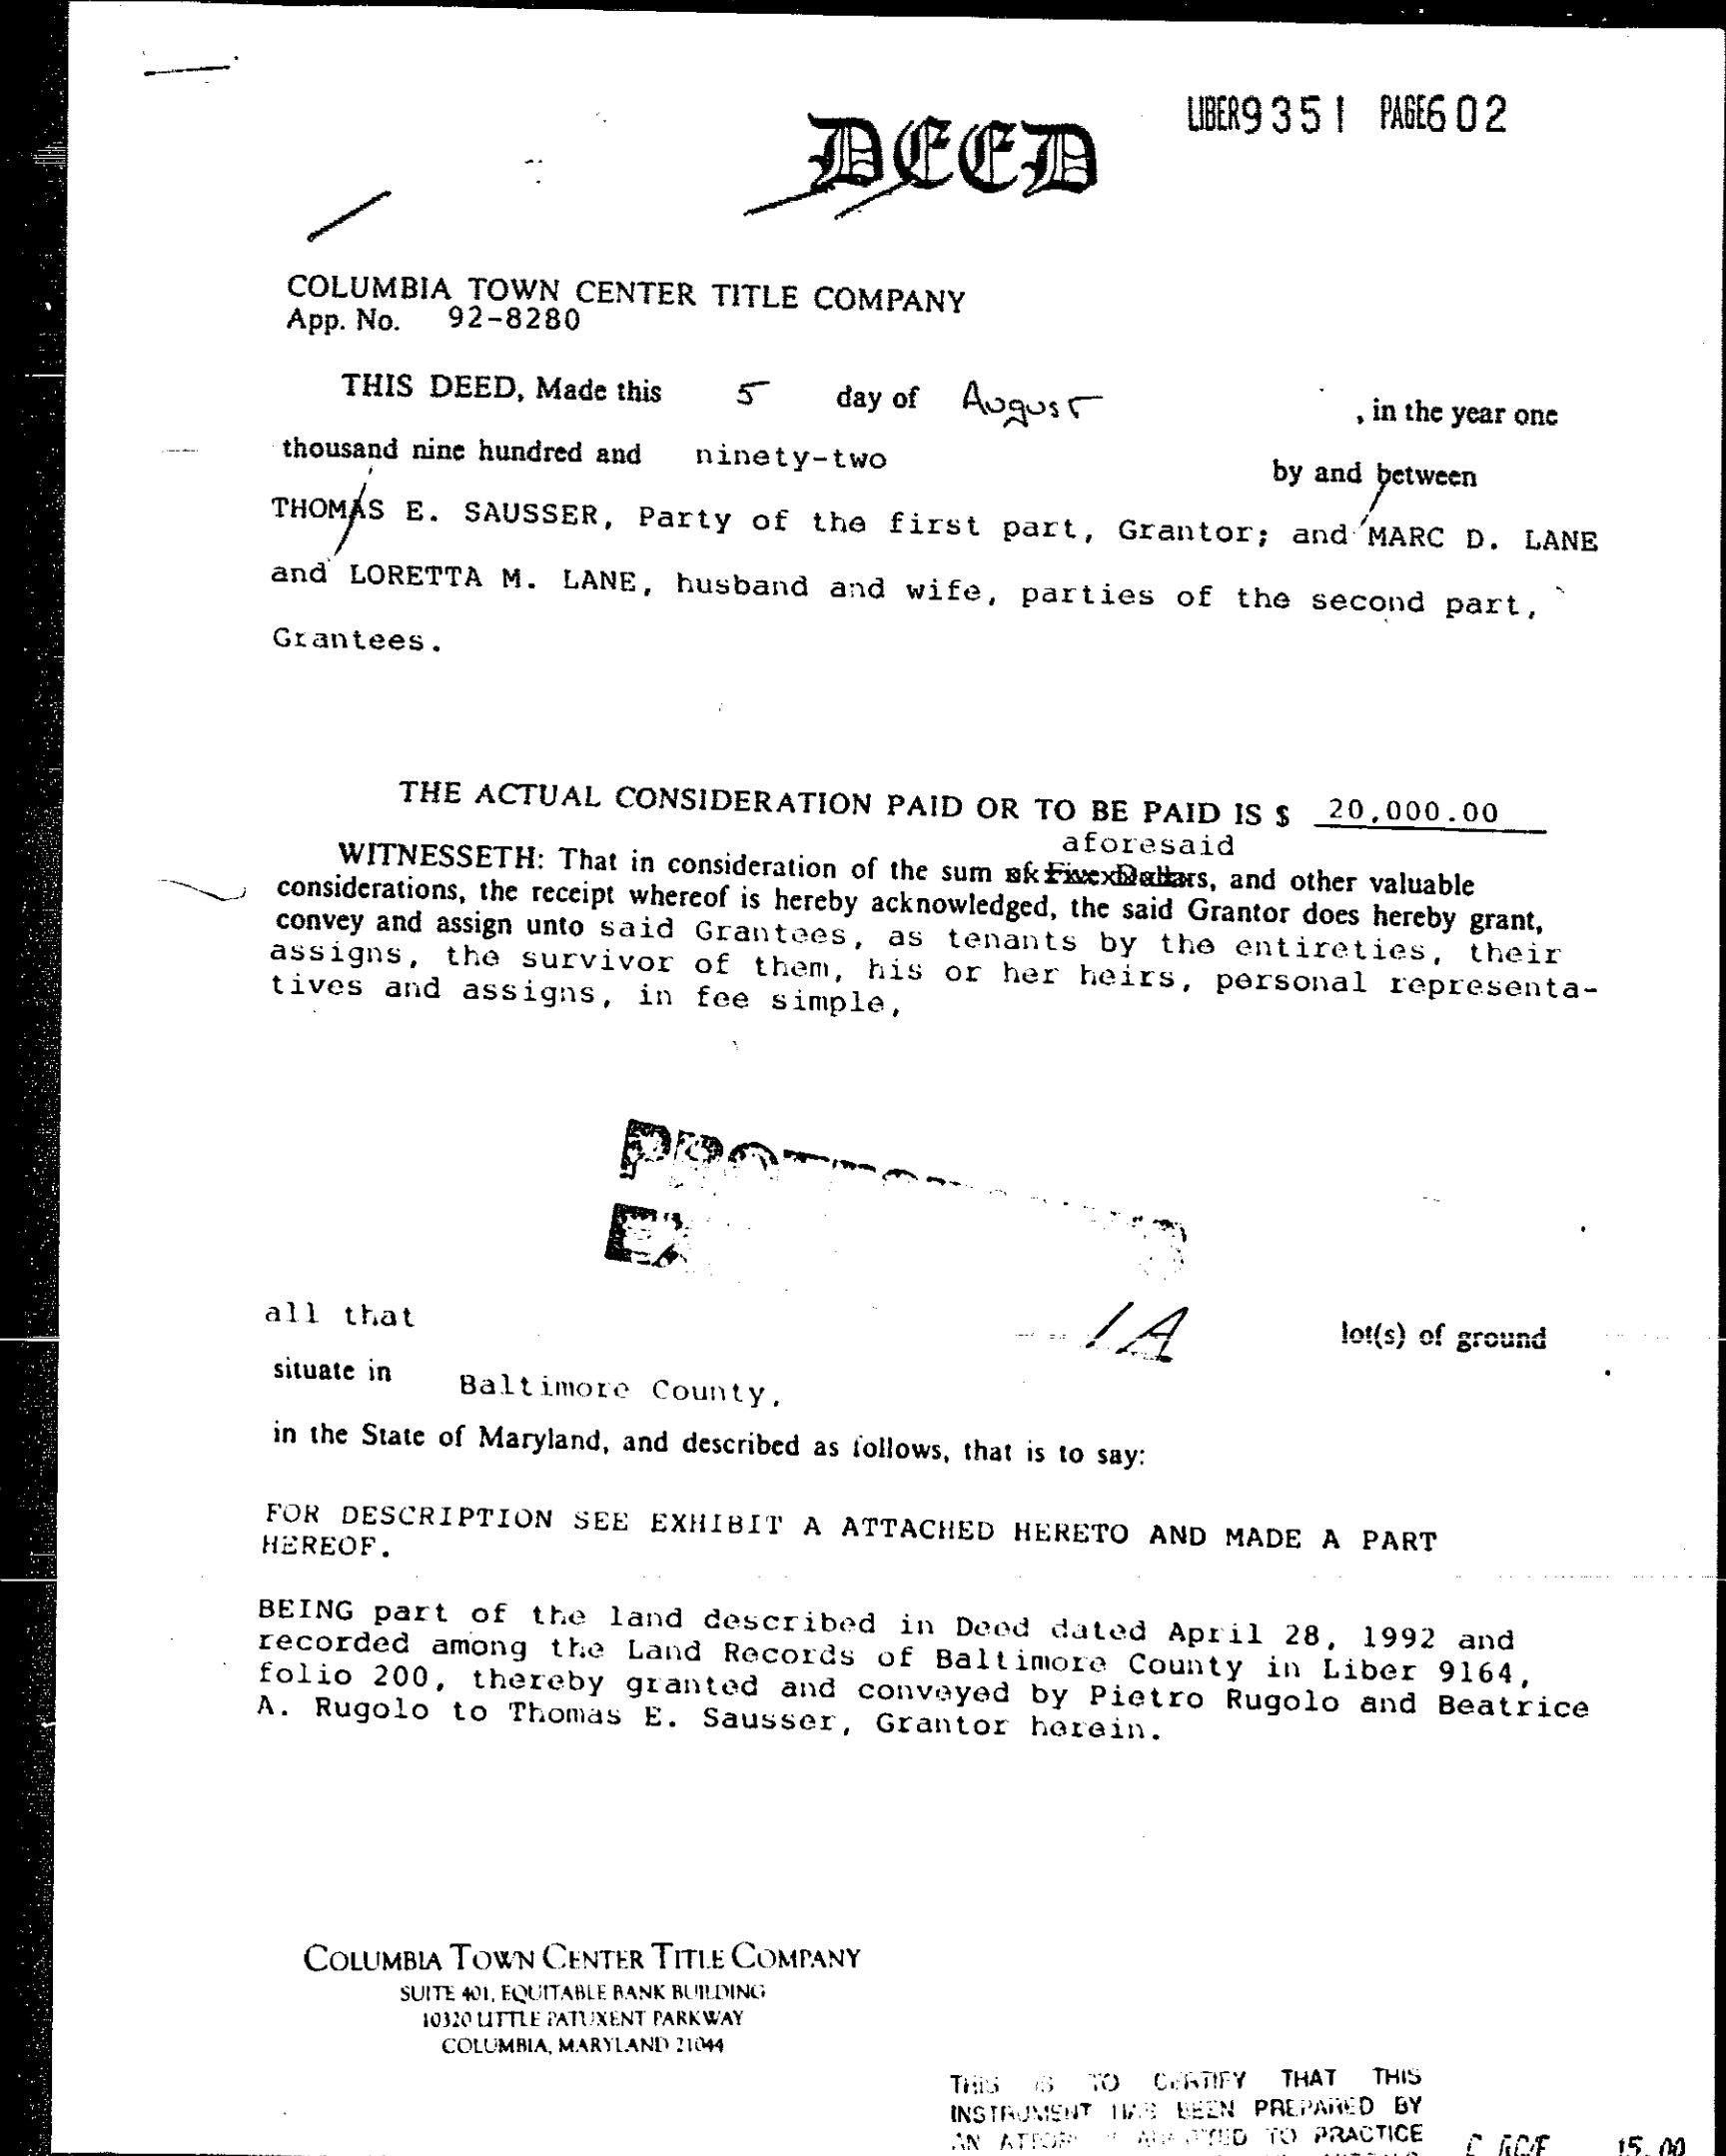 LIBER9351 PAGE602
DEED
COLUMBIA TOWN CENTER TITLE COMPANY
App. No. 92-8280
THIS DEED, Made this 5 day of August , in the year one
thousand nine hundred and ninety-two by and between
THOMAS E. SAUSSER, Party of the first part, Grantor; and MARC D. LANE
and LORETTA M. LANE, husband and wife, parties of the second part,
Grantees.
THE ACTUAL CONSIDERATION PAID OR TO BE PAID IS $ 20,000.00
aforesaid
WITNESSETH: That in consideration of the sum of Five Dollars, and other valuable
considerations, the receipt whereof is hereby acknowledged, the said Grantor does hereby grant,
convey and assign unto said Grantees, as tenants by the entireties, their
assigns, the survivor of them, his or her heirs, personal representa-
tives and assigns, in fee simple,
all that 1A lot(s) of ground
situate in Baltimore County,
in the State of Maryland, and described as follows, that is to say:
FOR DESCRIPTION SEE EXHIBIT A ATTACHED HERETO AND MADE A PART
HEREOF.
BEING part of the land described in Deed dated April 28, 1992 and
recorded among the Land Records of Baltimore County in Liber 9164,
folio 200, thereby granted and conveyed by Pietro Rugolo and Beatrice
A. Rugolo to Thomas E. Sausser, Grantor herein.
COLUMBIA TOWN CENTER TITLE COMPANY
SUITE 401, EQUITABLE BANK BUILDING
10320 LITTLE PATUXENT PARKWAY
COLUMBIA, MARYLAND 21044
THIS IS TO CERTIFY THAT THIS
INSTRUMENT HAS BEEN PREPARED BY
AN TO PRACTICE
15.00